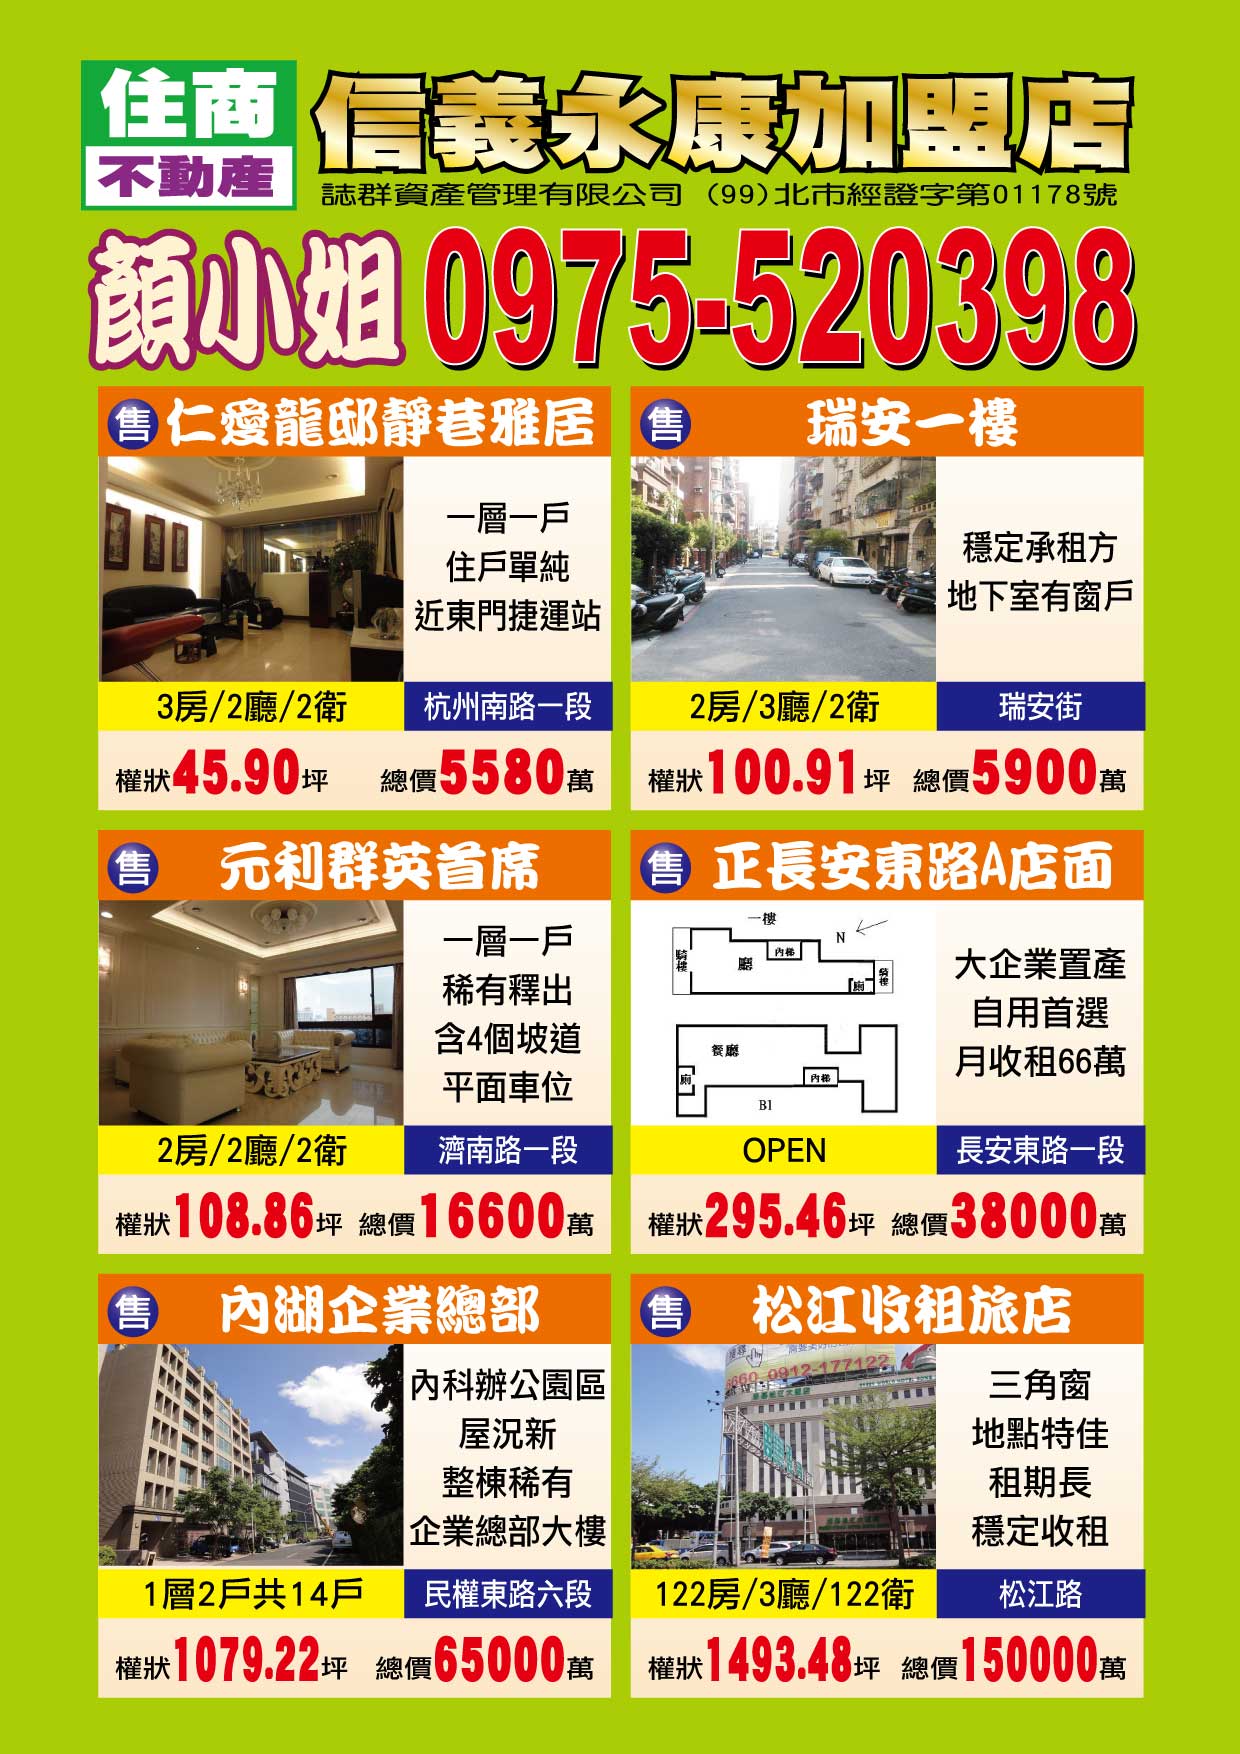 住商
不動產
信義永康加盟店
誌群資產管理有限公司 (99)北市經證字第01178號
顏小姐 0975-520398
售 仁愛龍邸靜巷雅居
一層一戶
住戶單純
近東門捷運站
3房/2廳/2衛
杭州南路一段
權狀45.90坪 總價5580萬
售 瑞安一樓
穩定承租方
地下室有窗戶
2房/3廳/2衛
瑞安街
權狀100.91坪 總價5900萬
售 元利群英首席
一層一戶
稀有釋出
含4個坡道
平面車位
2房/2廳/2衛
濟南路一段
權狀108.86坪 總價16600萬
售 正長安東路A店面
一樓
N
騎樓
廳
內梯
廁
騎樓
餐廳
廁
內梯
B1
大企業置產
自用首選
月收租66萬
OPEN
長安東路一段
權狀295.46坪 總價38000萬
售 內湖企業總部
內科辦公園區
屋況新
整棟稀有
企業總部大樓
1層2戶共14戶
民權東路六段
權狀1079.22坪 總價65000萬
售 松江收租旅店
6660 0912-177122
三角窗
地點特佳
租期長
穩定收租
122房/3廳/122衛
松江路
權狀1493.48坪 總價150000萬